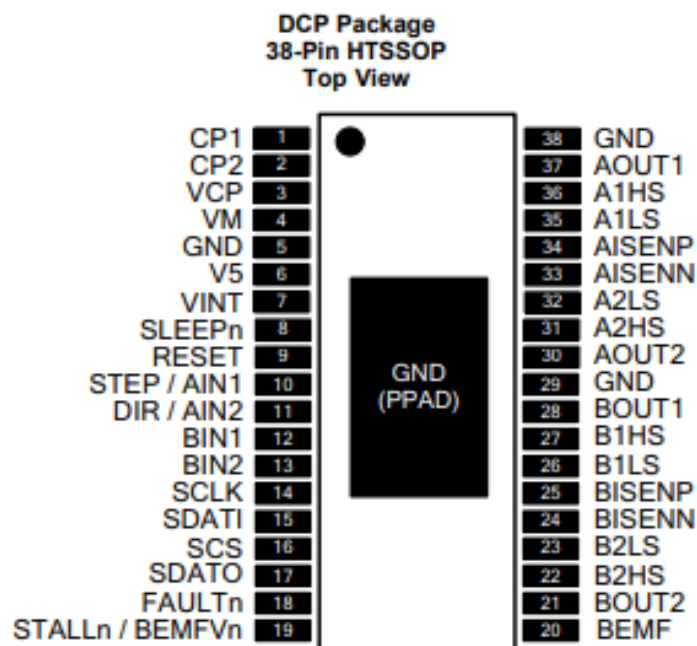 DCP Package
38-Pin HTSSOP
Top View
CP1 1 38 GND
CP2 2 37 AOUT1
VCP 3 36 A1HS
VM 4 35 A1LS
GND 5 34 AISENP
V5 6 33 AISENN
VINT 7 32 A2LS
SLEEPn 8 31 A2HS
RESET 9 30 AOUT2
STEP / AIN1 10 29 GND
DIR / AIN2 11 28 BOUT1
BIN1 12 27 B1HS
BIN2 13 26 B1LS
SCLK 14 25 BISENP
SDATI 15 24 BISENN
SCS 16 23 B2LS
SDATO 17 22 B2HS
FAULTn 18 21 BOUT2
STALLn / BEMFVn 19 20 BEMF
GND
(PPAD)